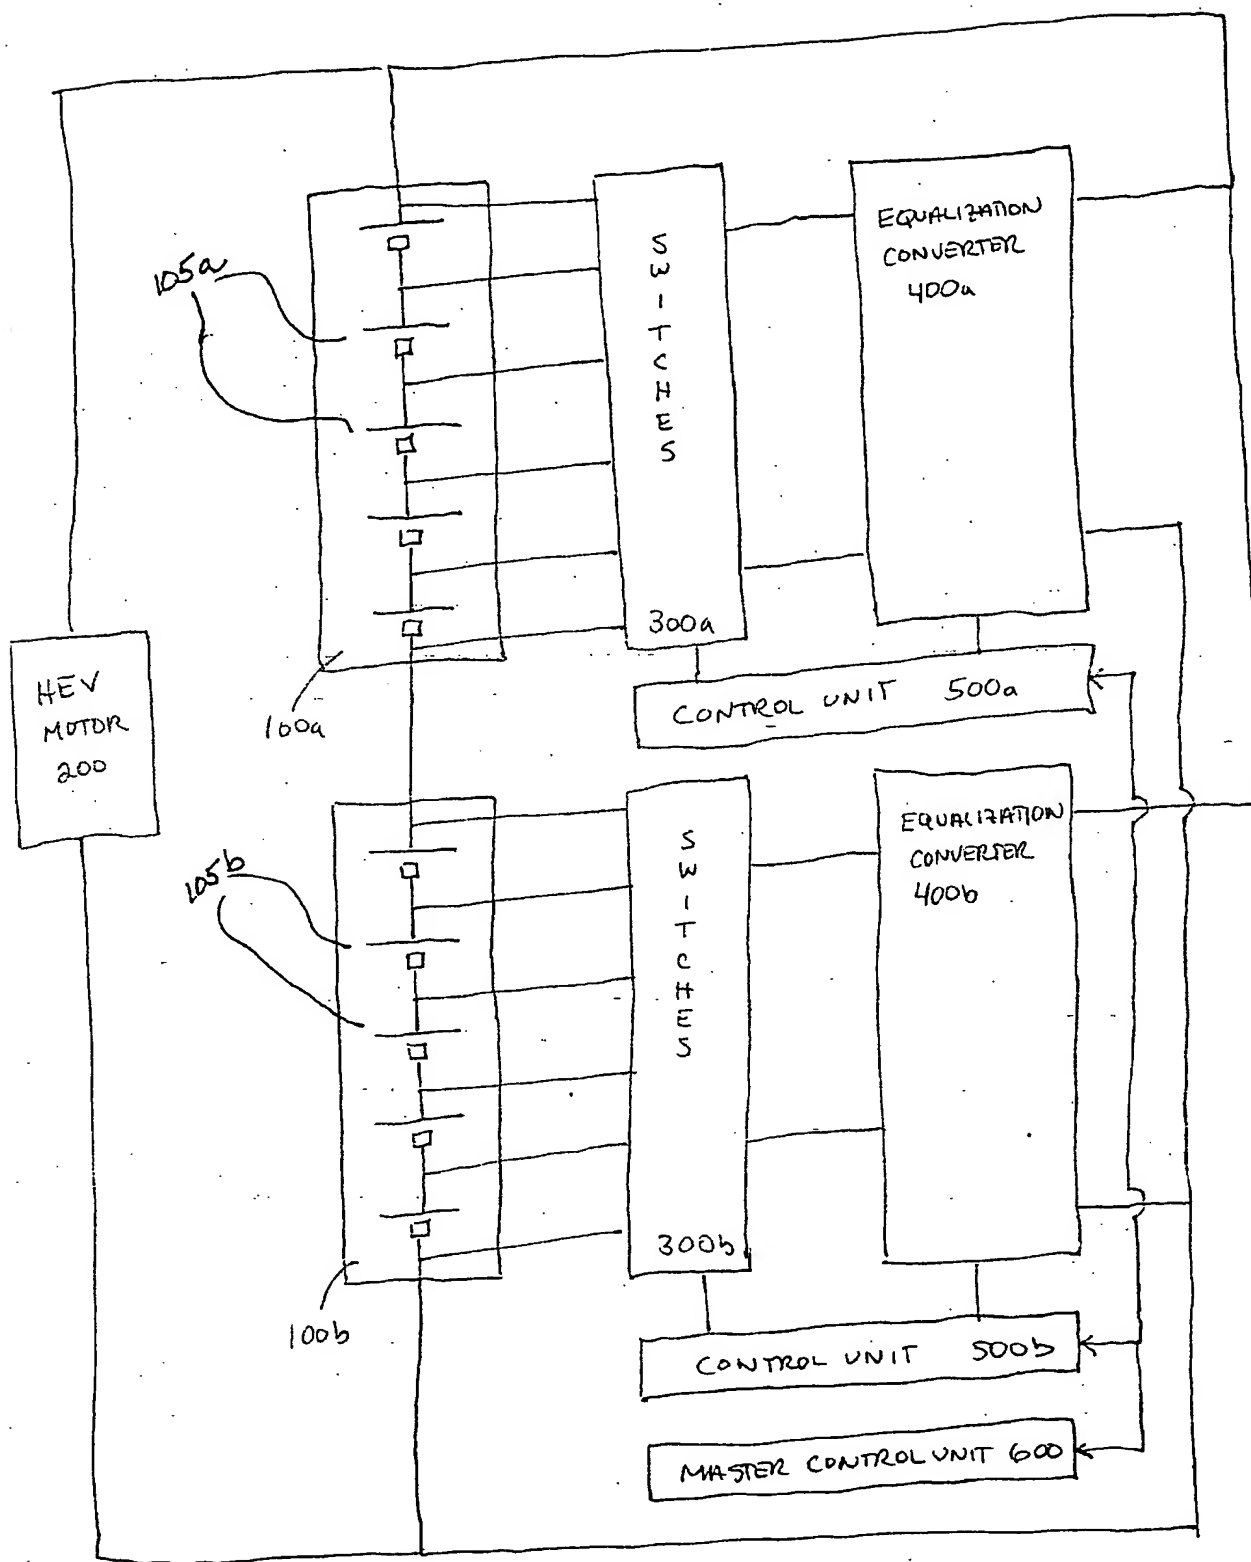 105a
S
W
I
T
C
H
E
S
300a
EQUALIZATION
CONVERTER
400a
100a
CONTROL UNIT 500a
HEV
MOTOR
200
105b
S
W
I
T
C
H
E
S
300b
EQUALIZATION
CONVERTER
400b
100b
CONTROL UNIT 500b
MASTER CONTROL UNIT 600